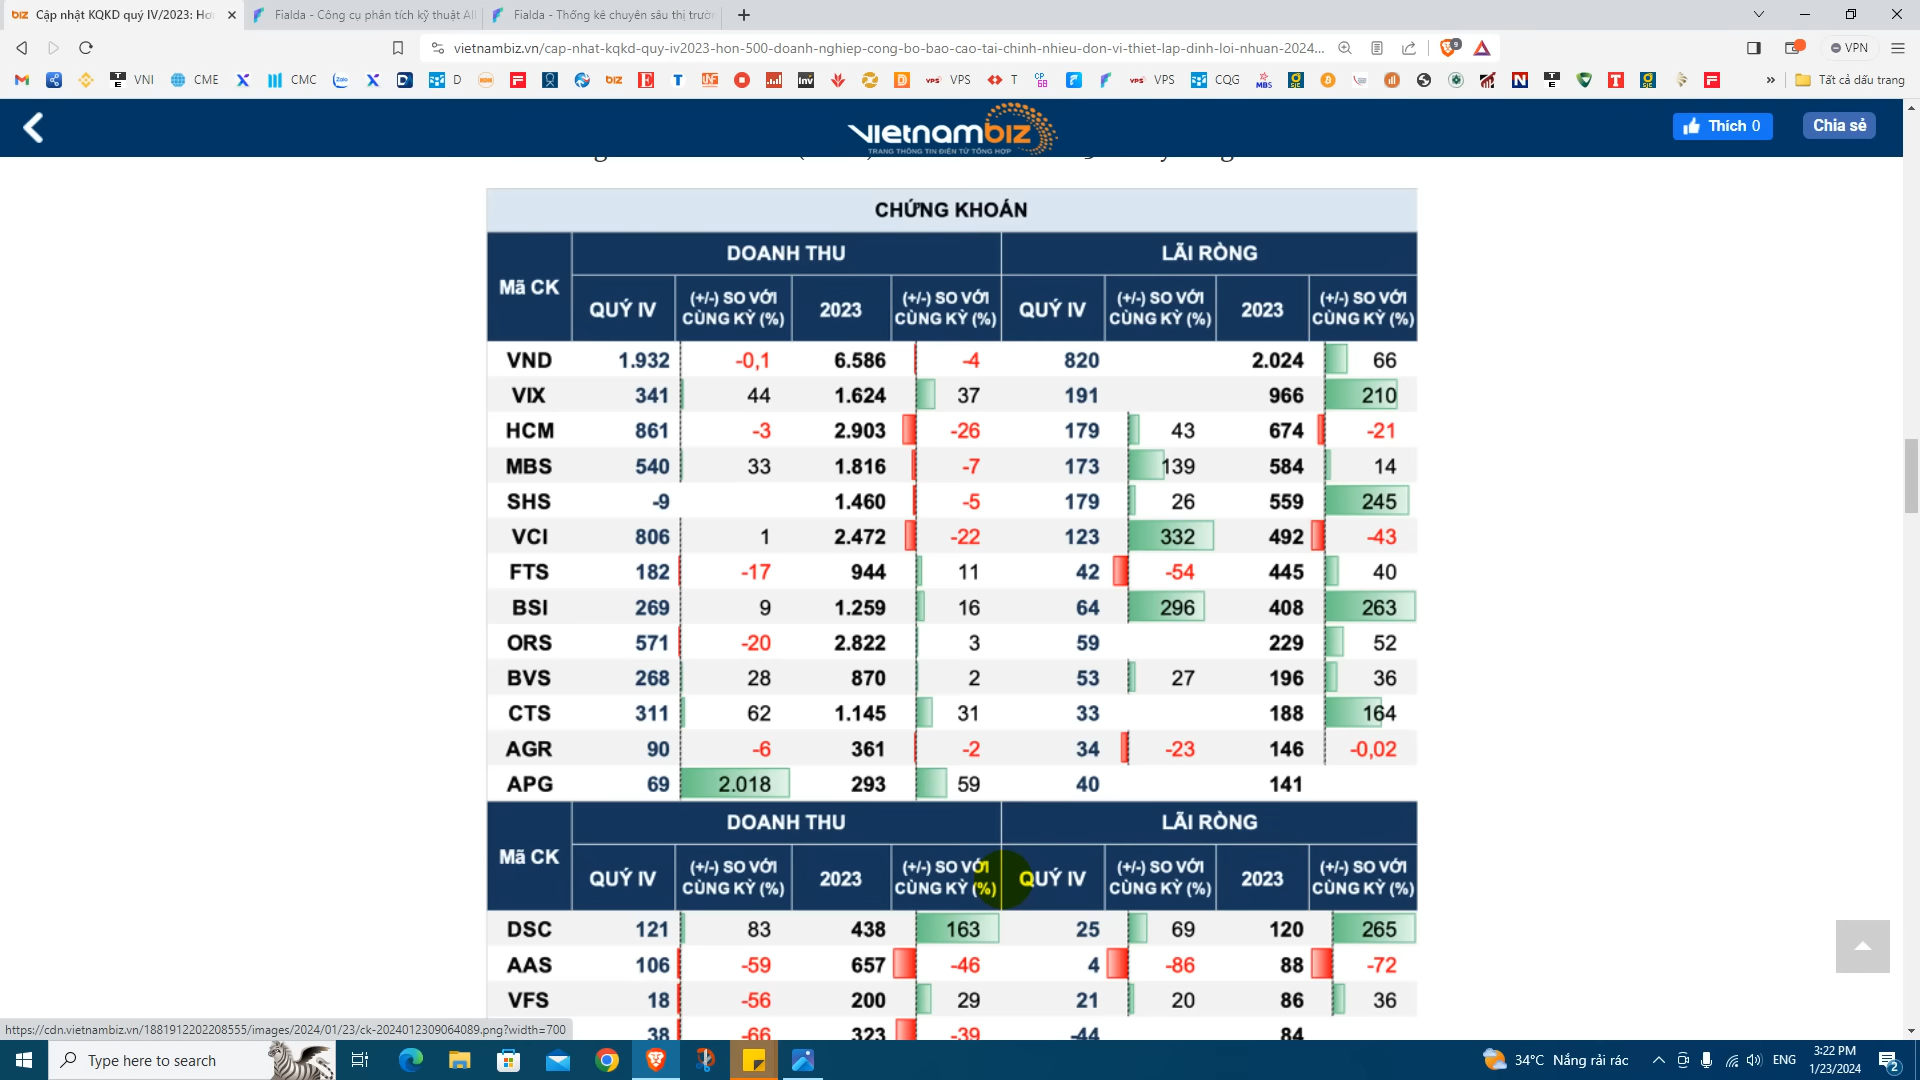 Cập nhật KQKD quý IV/2023: Hơ
Fialda - Công cụ phân tích kỹ thuật AI
Fialda - Thống kê chuyên sâu thị trườ
vietnambiz.vn/cap-nhat-kqkd-quy-iv2023-hon-500-doanh-nghiep-cong-bo-bao-cao-tai-chinh-nhieu-don-vi-thiet-lap-dinh-loi-nhuan-2024...
VPN
VNI CME CMC D VPS T VPS CQG Tất cả dấu trang
vietnambiz
TRANG THÔNG TIN ĐIỆN TỬ TỔNG HỢP
Thích 0
Chia sẻ
CHỨNG KHOÁN
Mã CK DOANH THU LÃI RÒNG
QUÝ IV (+/-) SO VỚI CÙNG KỲ (%) 2023 (+/-) SO VỚI CÙNG KỲ (%) QUÝ IV (+/-) SO VỚI CÙNG KỲ (%) 2023 (+/-) SO VỚI CÙNG KỲ (%)
VND 1.932 -0,1 6.586 -4 820 2.024 66
VIX 341 44 1.624 37 191 966 210
HCM 861 -3 2.903 -26 179 43 674 -21
MBS 540 33 1.816 -7 173 139 584 14
SHS -9 1.460 -5 179 26 559 245
VCI 806 1 2.472 -22 123 332 492 -43
FTS 182 -17 944 11 42 -54 445 40
BSI 269 9 1.259 16 64 296 408 263
ORS 571 -20 2.822 3 59 229 52
BVS 268 28 870 2 53 27 196 36
CTS 311 62 1.145 31 33 188 164
AGR 90 -6 361 -2 34 -23 146 -0,02
APG 69 2.018 293 59 40 141
Mã CK DOANH THU LÃI RÒNG
QUÝ IV (+/-) SO VỚI CÙNG KỲ (%) 2023 (+/-) SO VỚI CÙNG KỲ (%) QUÝ IV (+/-) SO VỚI CÙNG KỲ (%) 2023 (+/-) SO VỚI CÙNG KỲ (%)
DSC 121 83 438 163 25 69 120 265
AAS 106 -59 657 -46 4 -86 88 -72
VFS 18 -56 200 29 21 20 86 36
38 -66 323 -39 -44 84
https://cdn.vietnambiz.vn/1881912202208555/images/2024/01/23/ck-2024012309064089.png?width=700
Type here to search
34°C Nắng rải rác
ENG
3:22 PM
1/23/2024
2